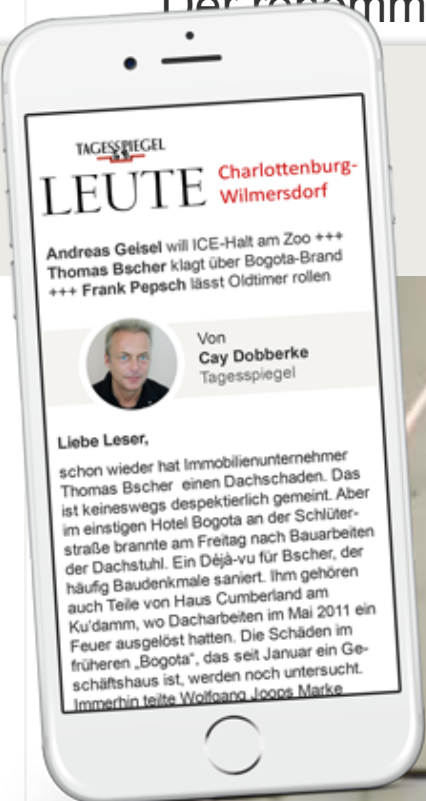 TAGESSPIEGEL
LEUTE Charlottenburg-
Wilmersdorf
Andreas Geisel will ICE-Halt am Zoo +++
Thomas Bscher klagt über Bogota-Brand
+++ Frank Pepsch lässt Oldtimer rollen
Von
Cay Dobberke
Tagesspiegel
Liebe Leser,
schon wieder hat Immobilienunternehmer
Thomas Bscher einen Dachschaden. Das
ist keineswegs despektierlich gemeint. Aber
im einstigen Hotel Bogota an der Schlüter-
straße brannte am Freitag nach Bauarbeiten
der Dachstuhl. Ein Déjà-vu für Bscher, der
häufig Baudenkmale saniert. Ihm gehören
auch Teile von Haus Cumberland am
Ku'damm, wo Dacharbeiten im Mai 2011 ein
Feuer ausgelöst hatten. Die Schäden im
früheren „Bogota", das seit Januar ein Ge-
schäftshaus ist, werden noch untersucht.
Immerhin teilte Wolfgang Joops Marke